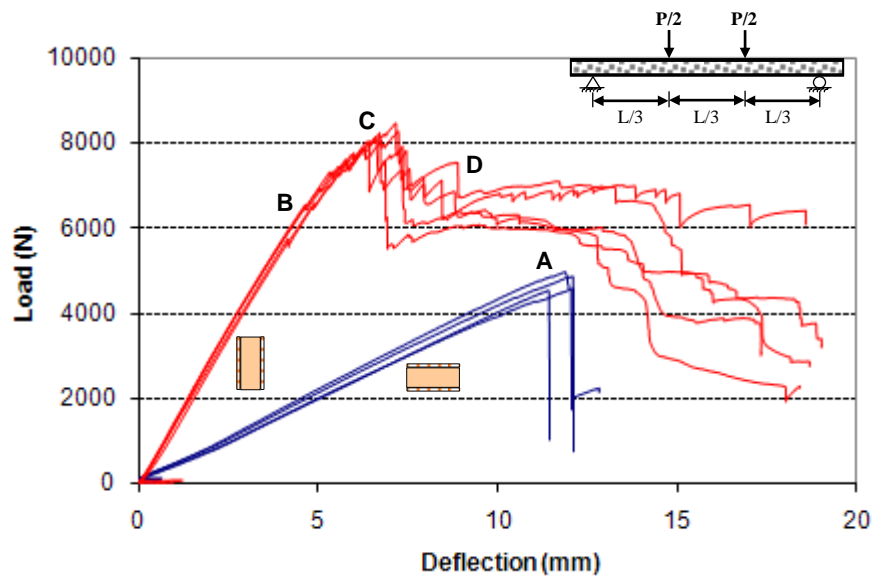 P/2 P/2
L/3 L/3 L/3
Load (N)
10000
8000
6000
4000
2000
0
C
B
D
A
0 5 10 15 20
Deflection (mm)